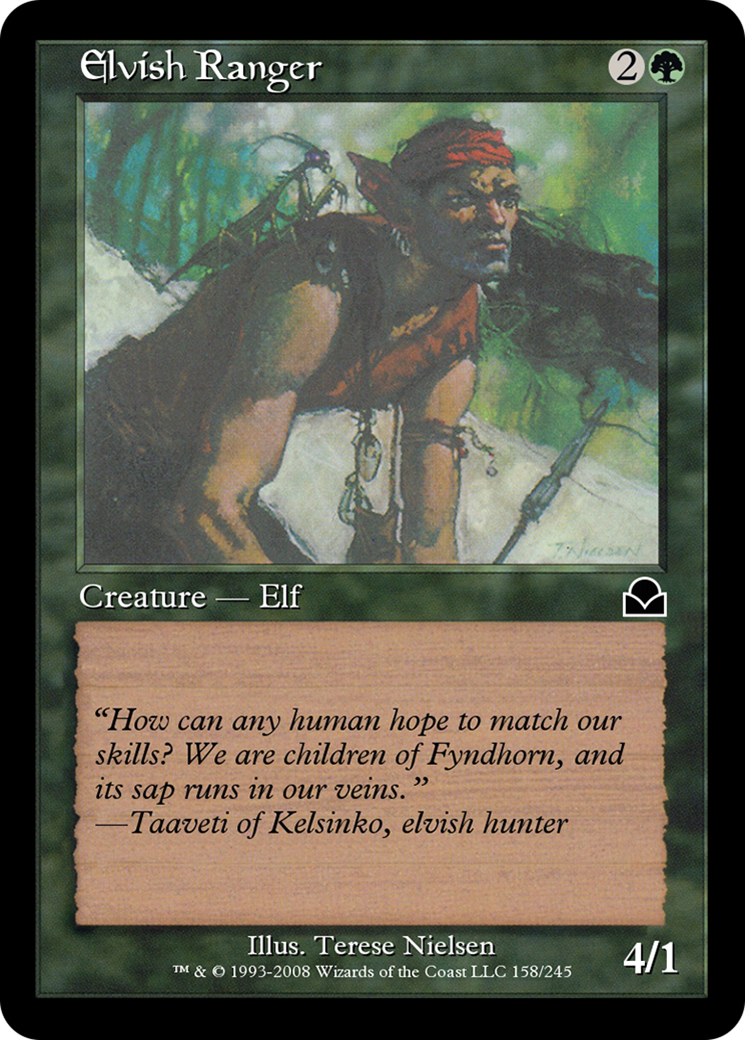 Elvish Ranger 2
T. NIELSEN
Creature — Elf
“How can any human hope to match our
skills? We are children of Fyndhorn, and
its sap runs in our veins.”
—Taaveti of Kelsinko, elvish hunter
Illus. Terese Nielsen
™ & © 1993-2008 Wizards of the Coast LLC 158/245
4/1